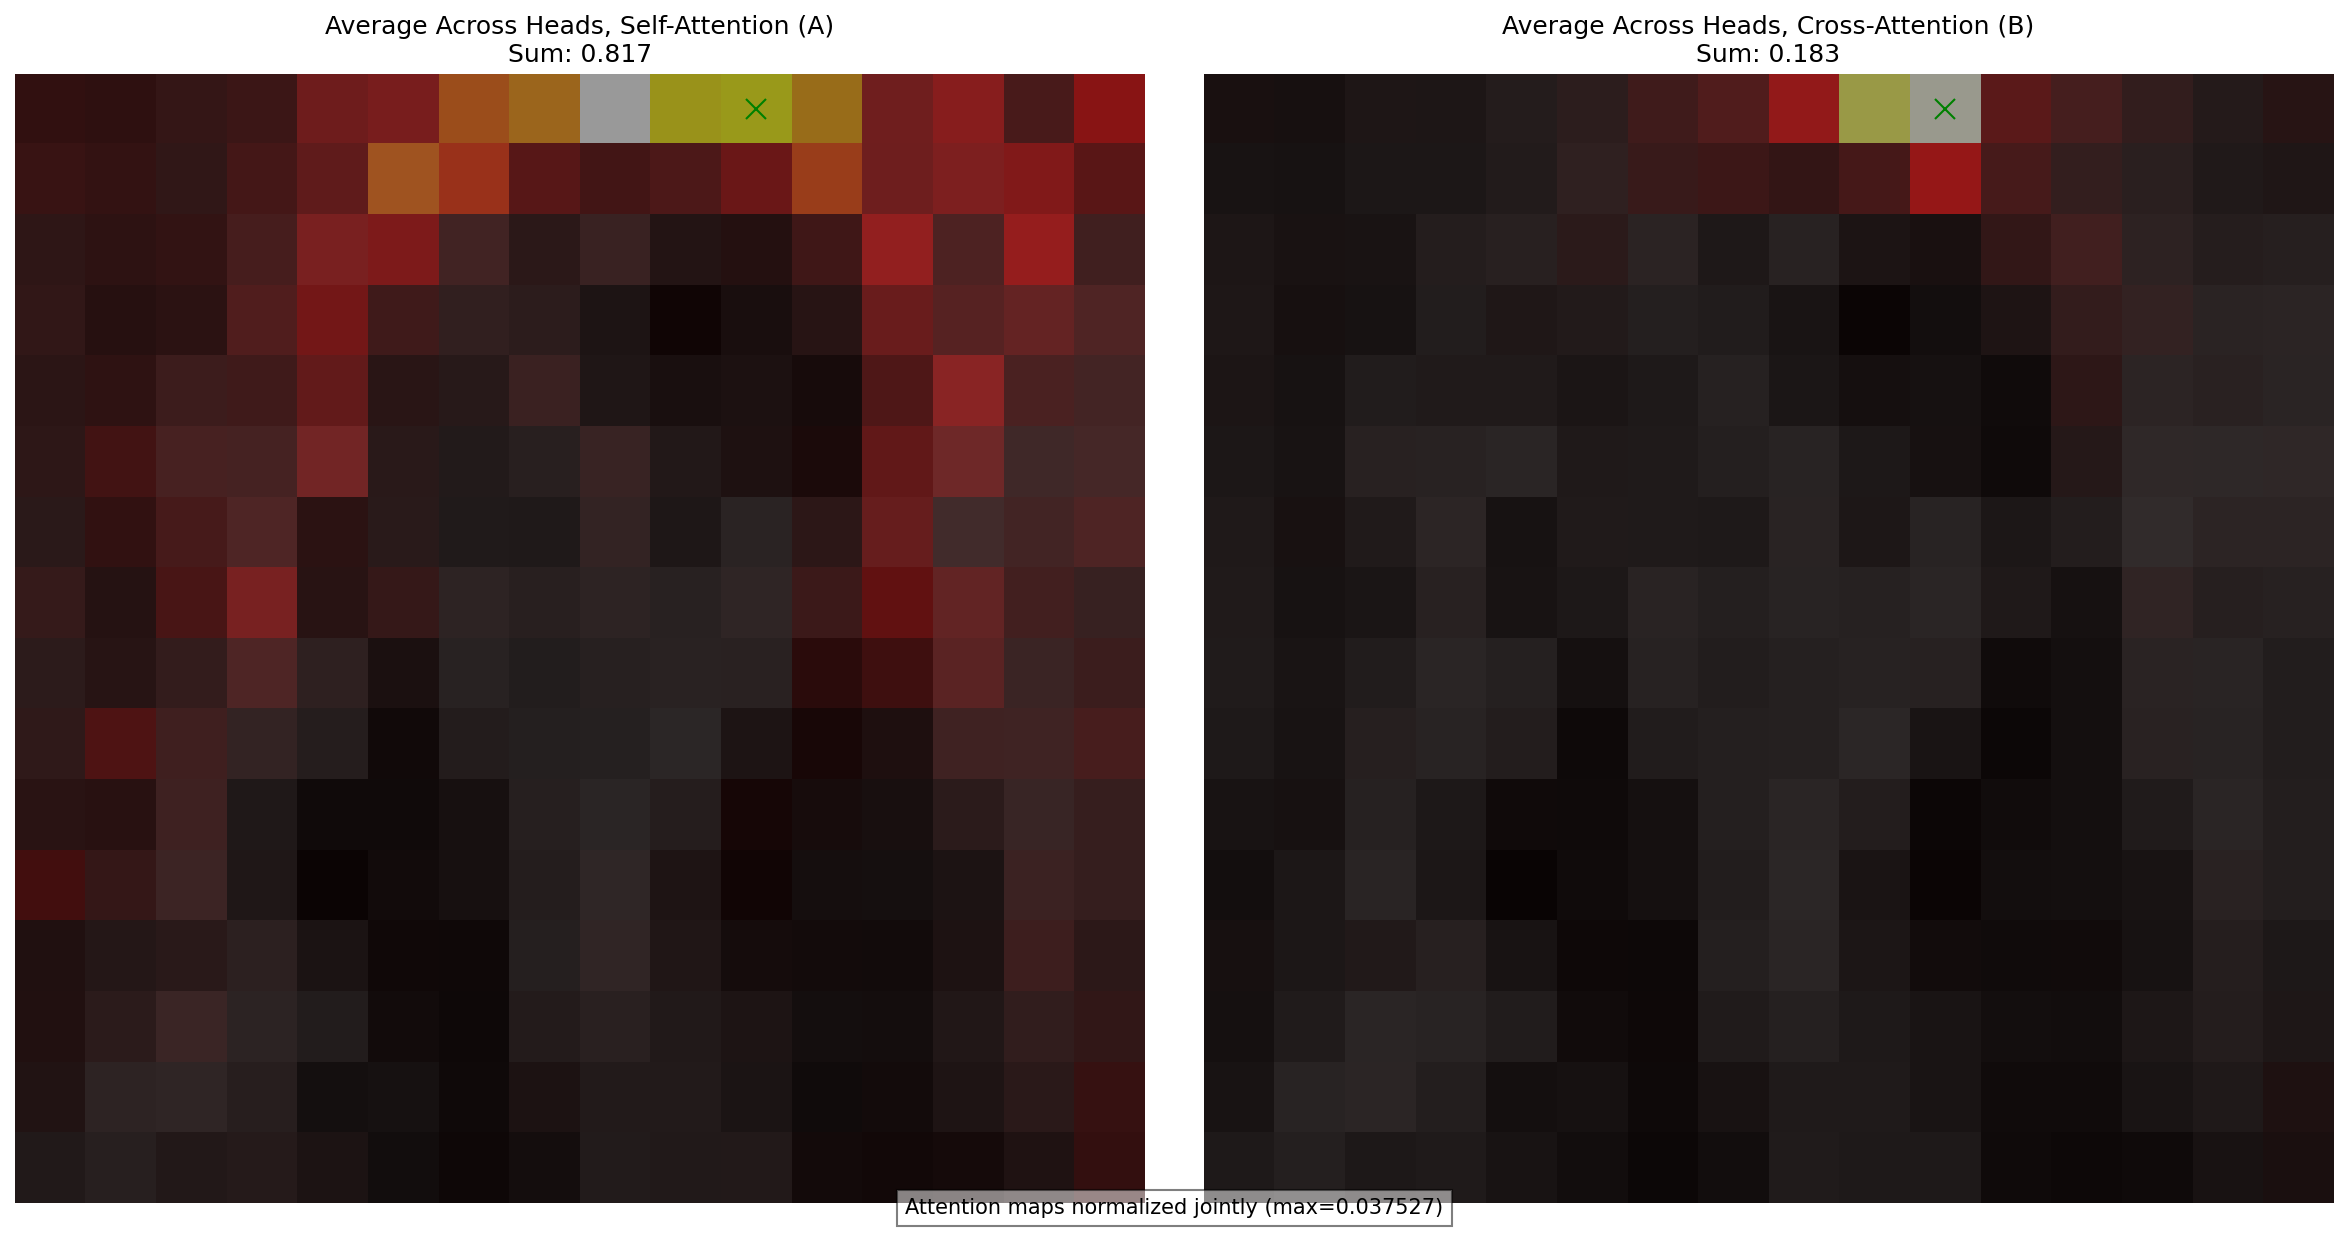 Average Across Heads, Self-Attention (A)
Sum: 0.817
Average Across Heads, Cross-Attention (B)
Sum: 0.183
Attention maps normalized jointly (max=0.037527)